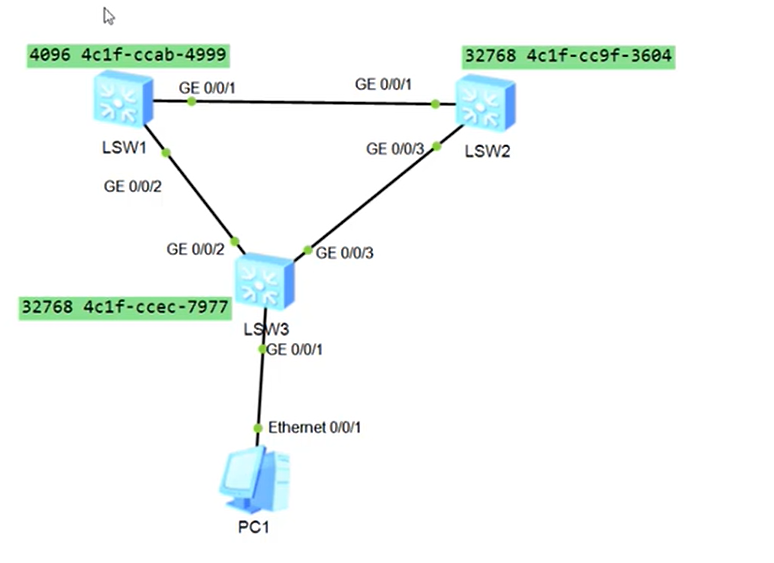 4096 4c1f-ccab-4999
32768 4c1f-cc9f-3604
GE 0/0/1
GE 0/0/1
LSW1
GE 0/0/3
LSW2
GE 0/0/2
GE 0/0/2
GE 0/0/3
32768 4c1f-ccec-7977
LSW3
GE 0/0/1
Ethernet 0/0/1
PC1